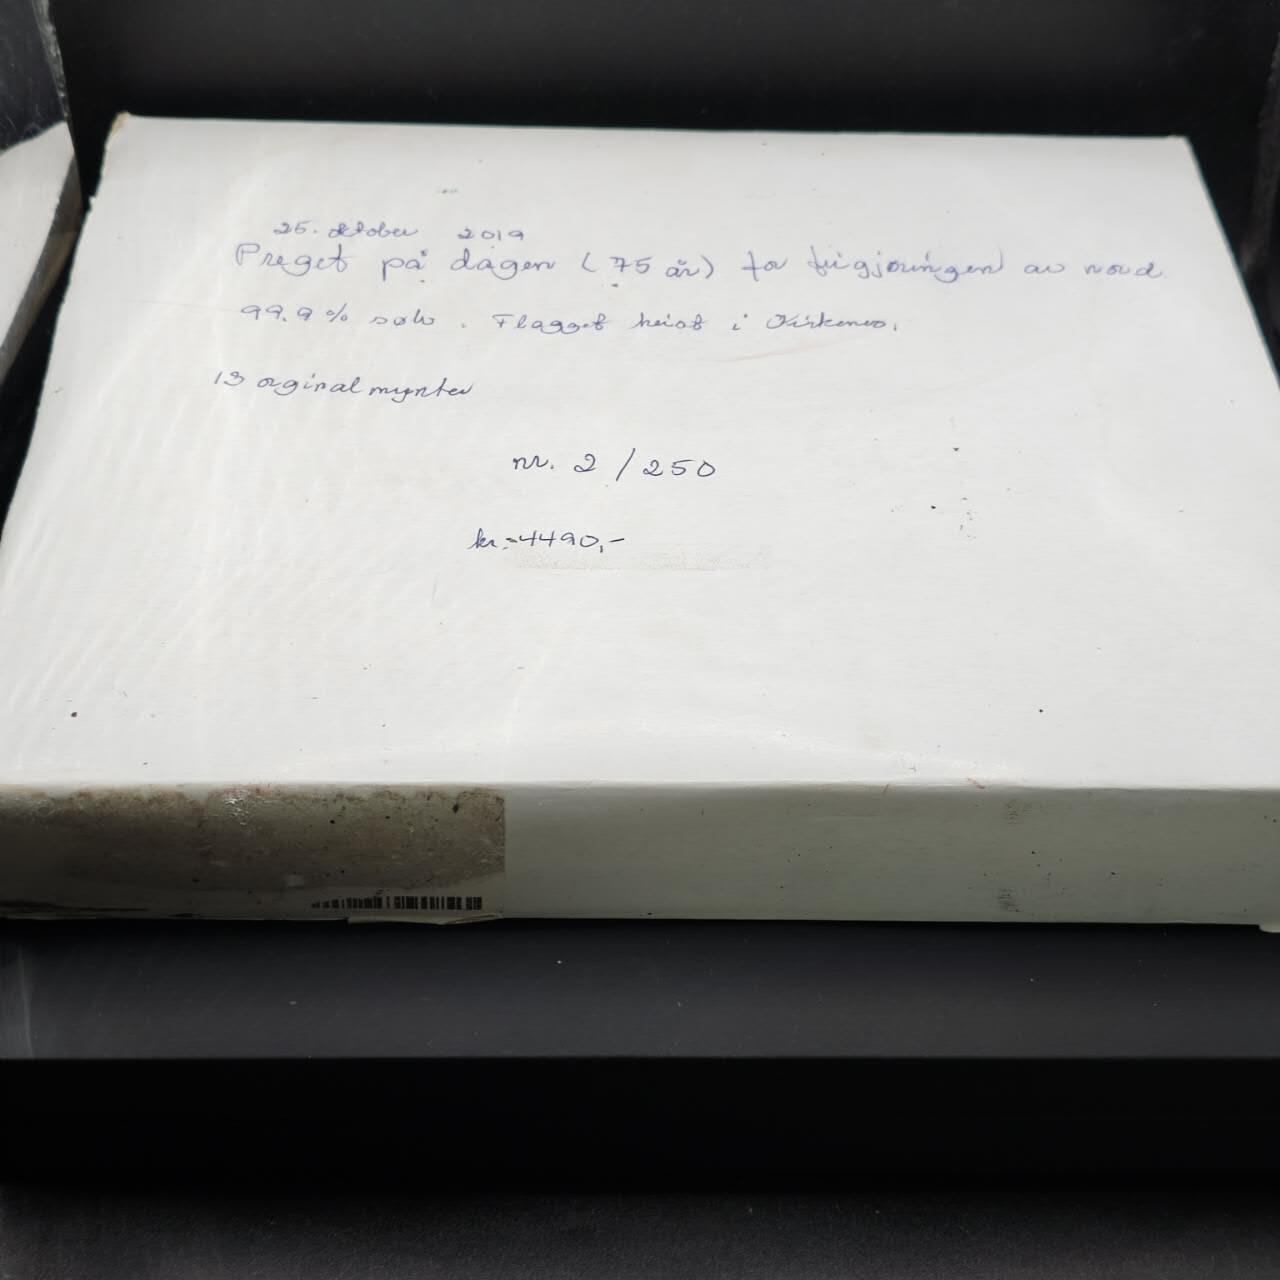 25. oktober 2019
Preget på dagen (75 år) for frigjøringen av nord
99.9% sølv. Flagget heist i Kirkenes.
13 orginal mynter
nr. 2 / 250
kr: 4490,-